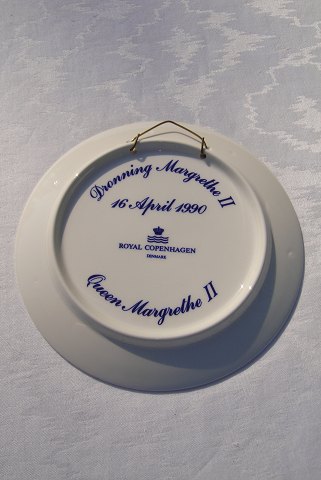 Dronning Margrethe II
16 April 1990
ROYAL COPENHAGEN
DENMARK
Queen Margrethe II